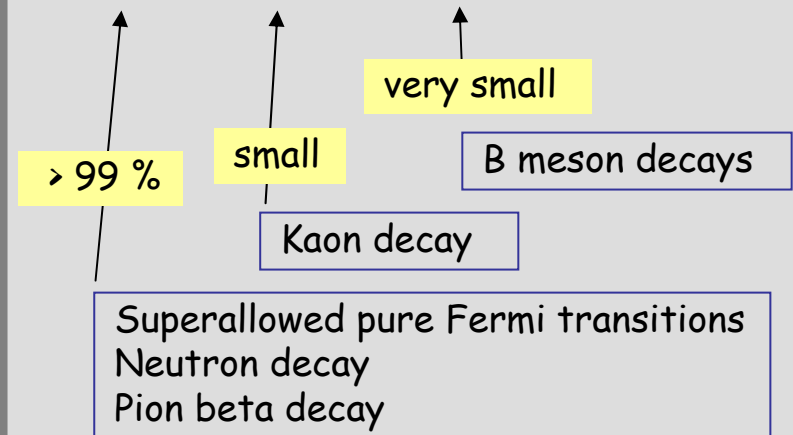 very small
small
> 99 %
B meson decays
Kaon decay
Superallowed pure Fermi transitions
Neutron decay
Pion beta decay